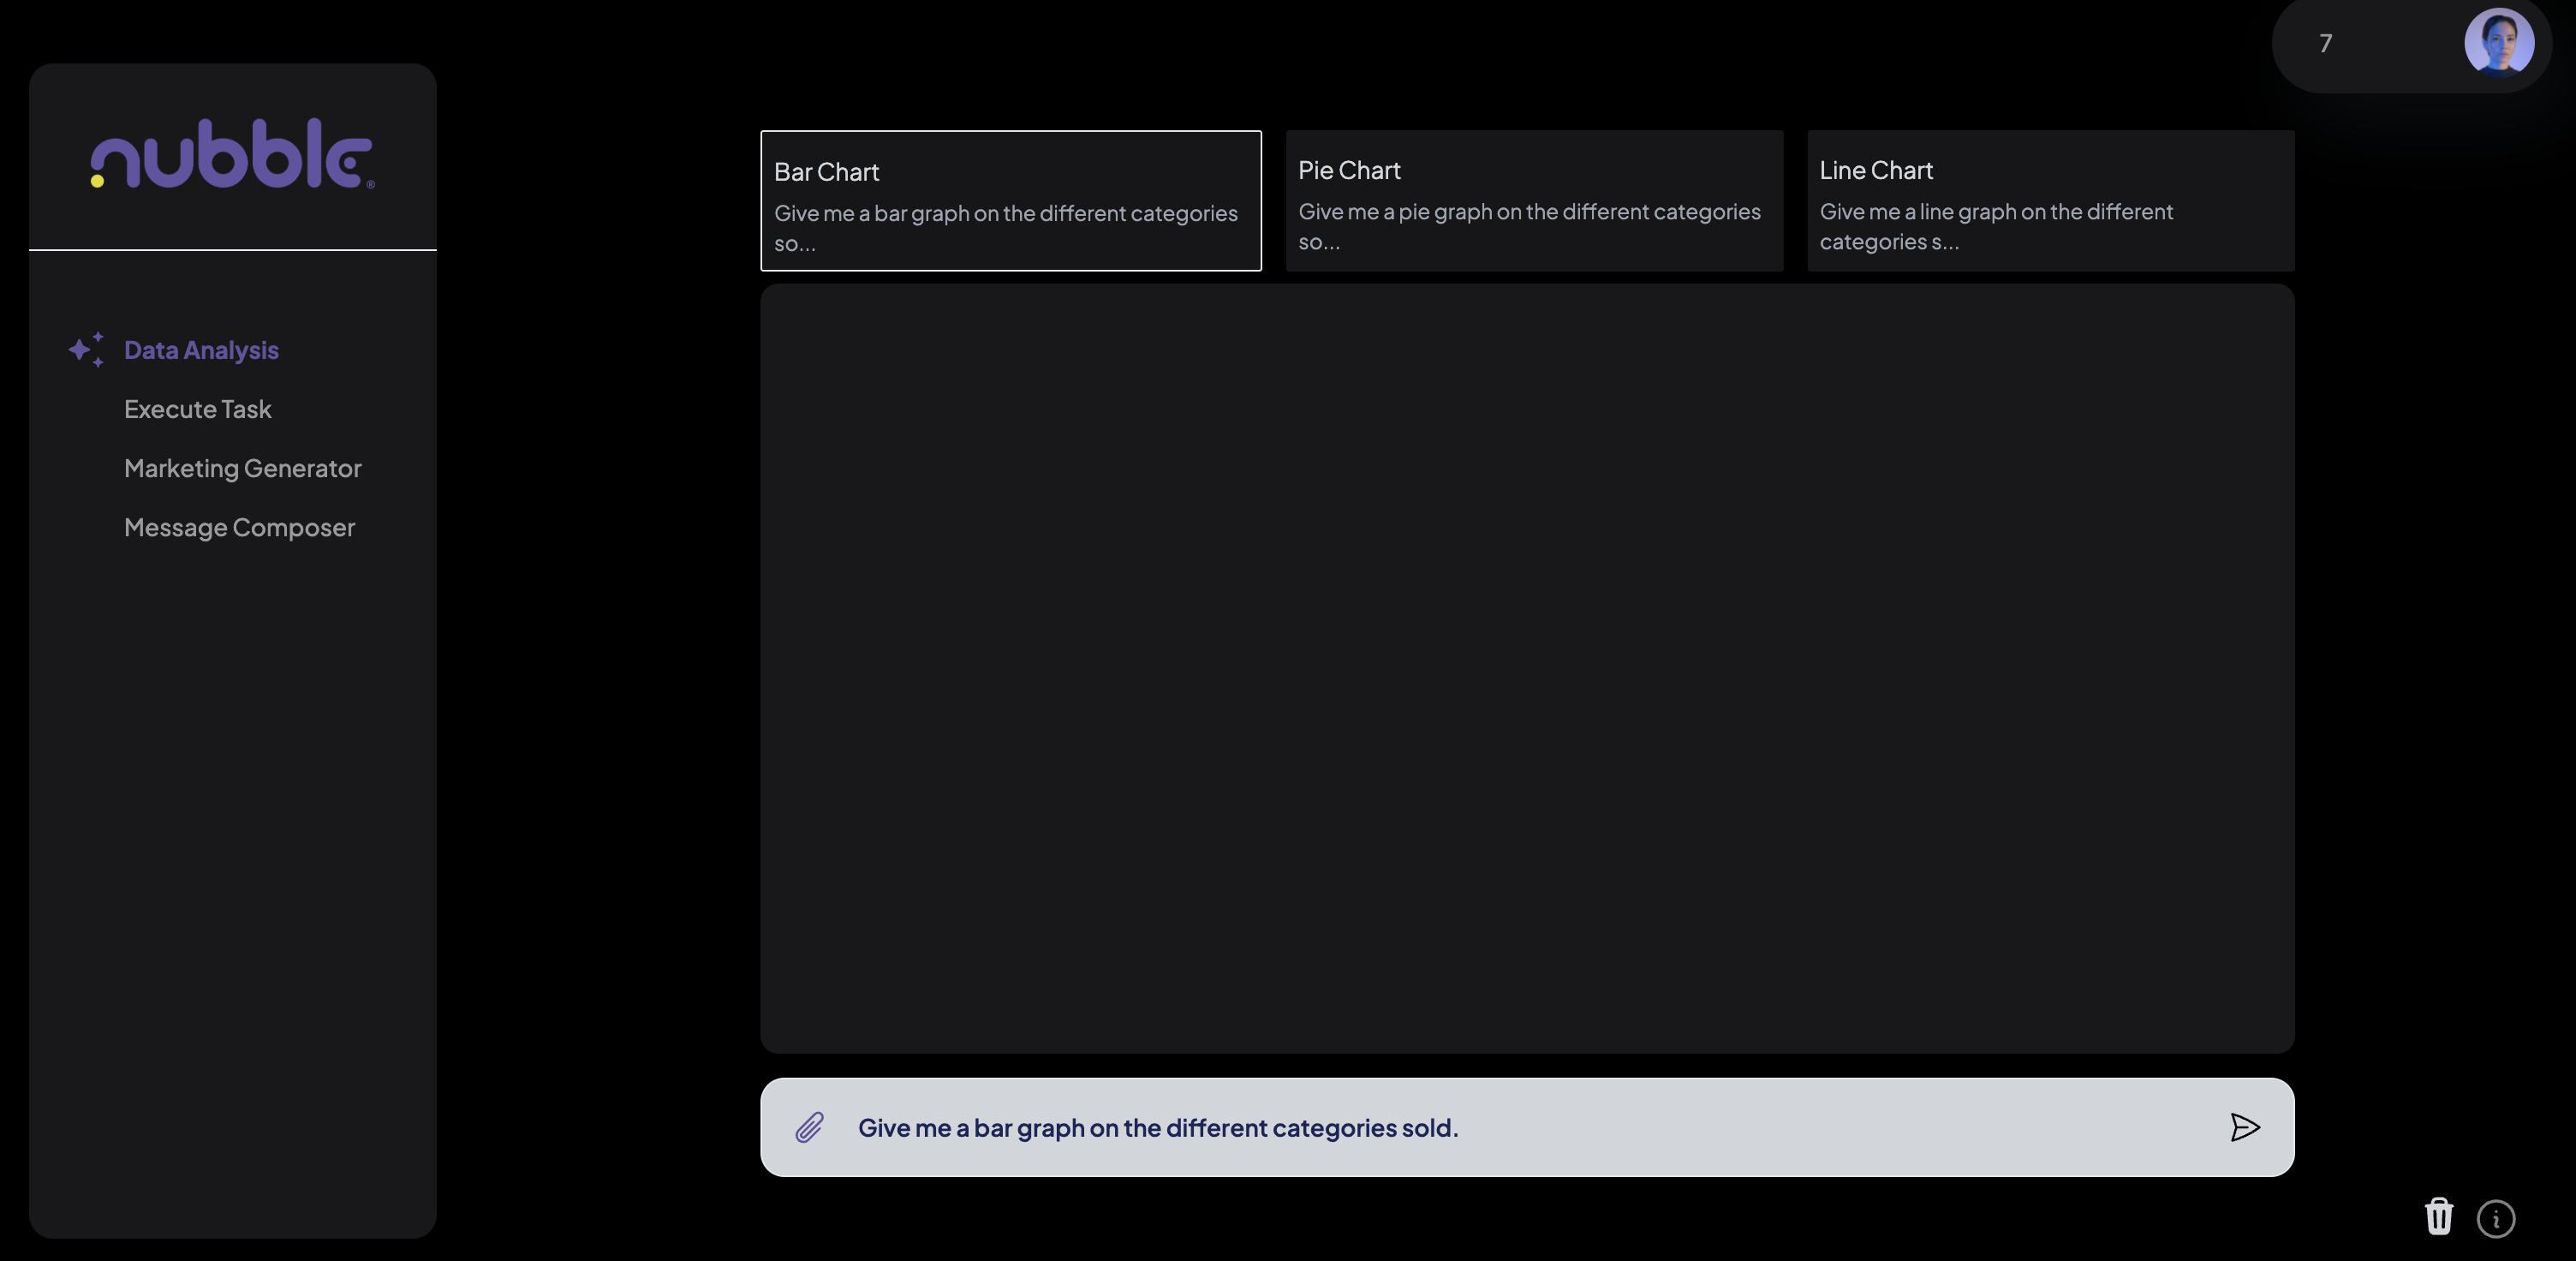 7
nubble®
Data Analysis
Execute Task
Marketing Generator
Message Composer
Bar Chart
Give me a bar graph on the different categories
so...
Pie Chart
Give me a pie graph on the different categories
so...
Line Chart
Give me a line graph on the different
categories s...
Give me a bar graph on the different categories sold.